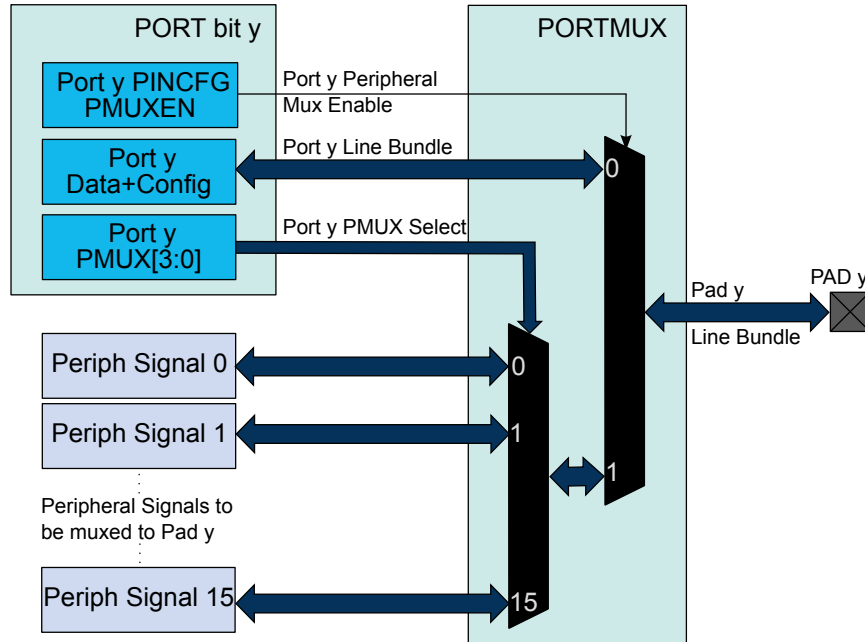 PORT bit y
PORTMUX
Port y PINCFG
PMUXEN
Port y Peripheral
Mux Enable
Port y
Data+Config
Port y Line Bundle
0
Port y
PMUX[3:0]
Port y PMUX Select
Pad y
Line Bundle
PAD y
Periph Signal 0
0
Periph Signal 1
1
1
Peripheral Signals to
be muxed to Pad y
Periph Signal 15
15